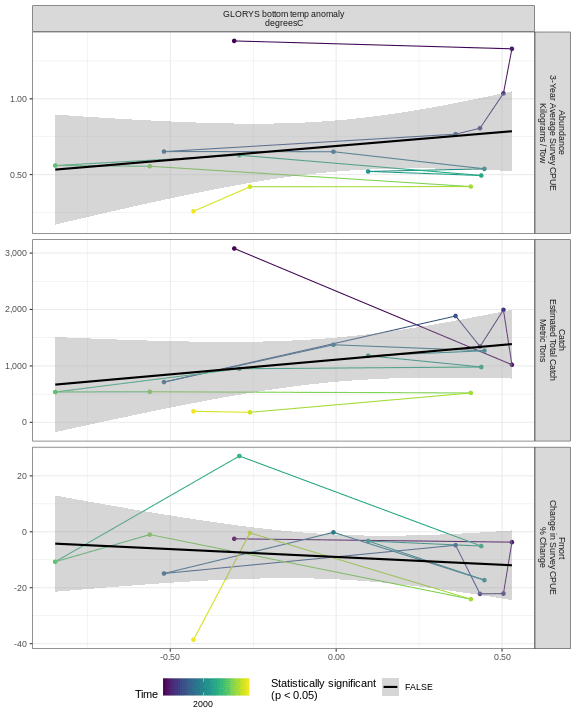 GLORYS bottom temp anomaly
degreesC
1.00
0.50
Abundance
3-Year Average Survey CPUE
Kilograms / Tow
3,000
2,000
1,000
0
Catch
Estimated Total Catch
Metric Tons
20
0
-20
-40
Fmort
Change in Survey CPUE
% Change
-0.50
0.00
0.50
Time
2000
Statistically significant
(p < 0.05)
FALSE